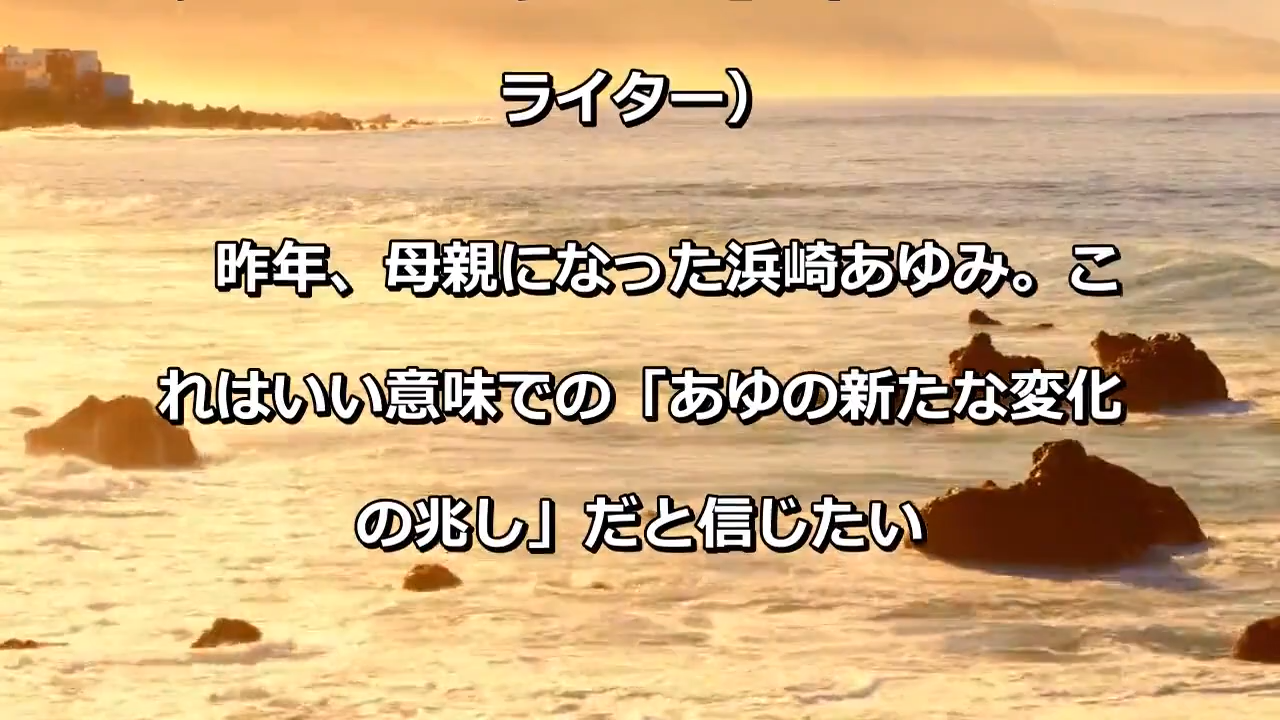 ライター）
昨年、母親になった浜崎あゆみ。こ
れはいい意味での「あゆの新たな変化
の兆し」だと信じたい